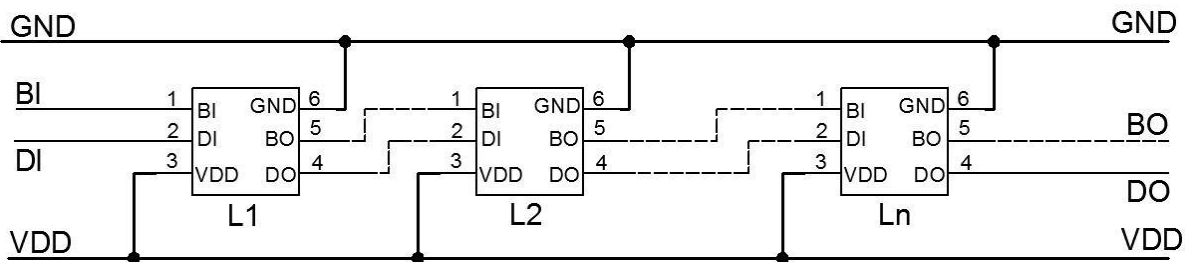 GND GND
BI 1 BI GND 6 1 BI GND 6 1 BI GND 6
2 DI BO 5 2 DI BO 5 2 DI BO 5 BO
DI 3 VDD DO 4 3 VDD DO 4 3 VDD DO 4 DO
L1 L2 Ln
VDD VDD